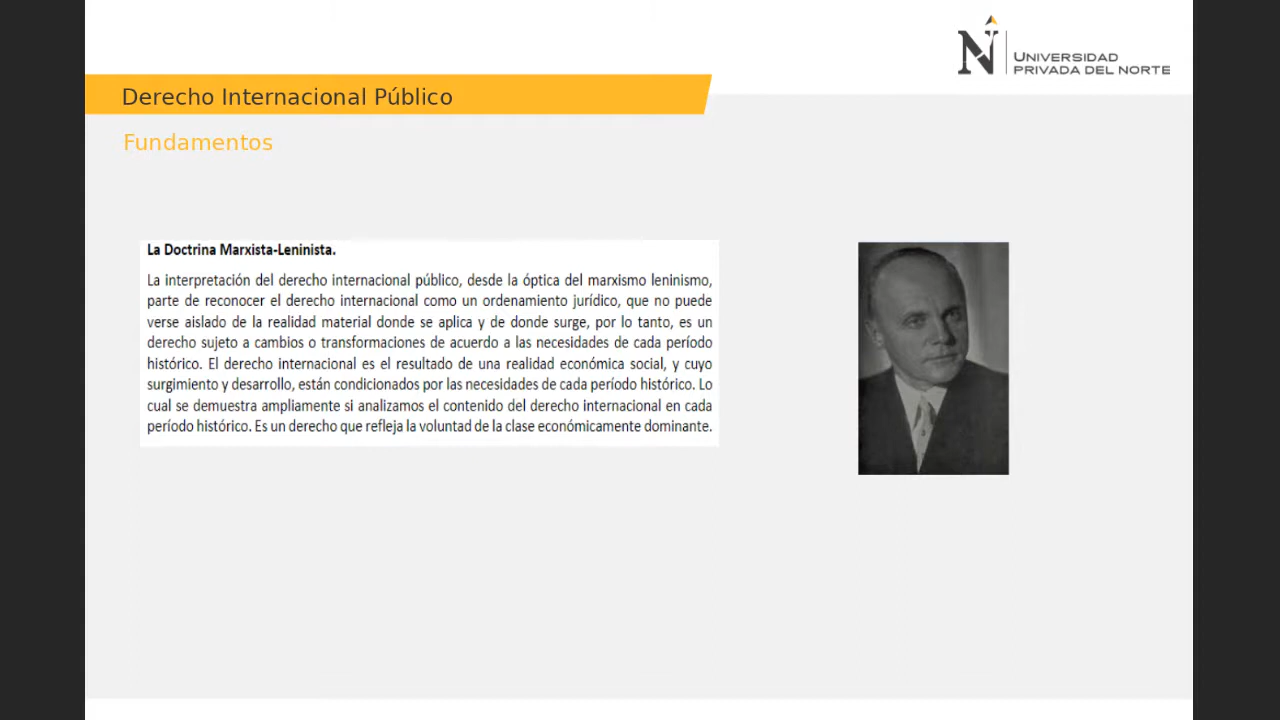 UNIVERSIDAD
PRIVADA DEL NORTE
Derecho Internacional Público
Fundamentos
La Doctrina Marxista-Leninista.
La interpretación del derecho internacional público, desde la óptica del marxismo leninismo,
parte de reconocer el derecho internacional como un ordenamiento jurídico, que no puede
verse aislado de la realidad material donde se aplica y de donde surge, por lo tanto, es un
derecho sujeto a cambios o transformaciones de acuerdo a las necesidades de cada período
histórico. El derecho internacional es el resultado de una realidad económica social, y cuyo
surgimiento y desarrollo, están condicionados por las necesidades de cada período histórico. Lo
cual se demuestra ampliamente si analizamos el contenido del derecho internacional en cada
período histórico. Es un derecho que refleja la voluntad de la clase económicamente dominante.